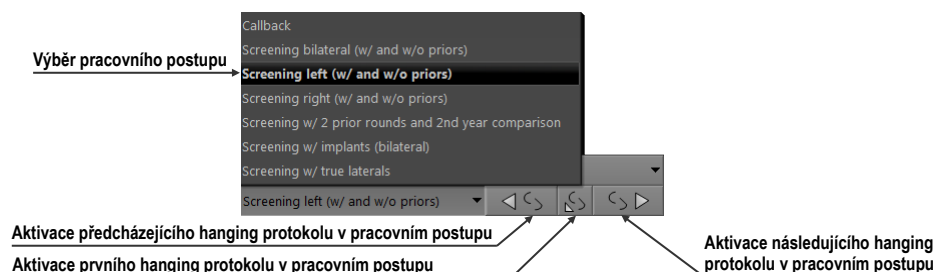 Callback
Screening bilateral (w/ and w/o priors)
Výběr pracovního postupu
Screening left (w/ and w/o priors)
Screening right (w/ and w/o priors)
Screening w/ 2 prior rounds and 2nd year comparison
Screening w/ implants (bilateral)
Screening w/ true laterals
Screening left (w/ and w/o priors)
Aktivace předcházejícího hanging protokolu v pracovním postupu
Aktivace prvního hanging protokolu v pracovním postupu
Aktivace následujícího hanging
protokolu v pracovním postupu